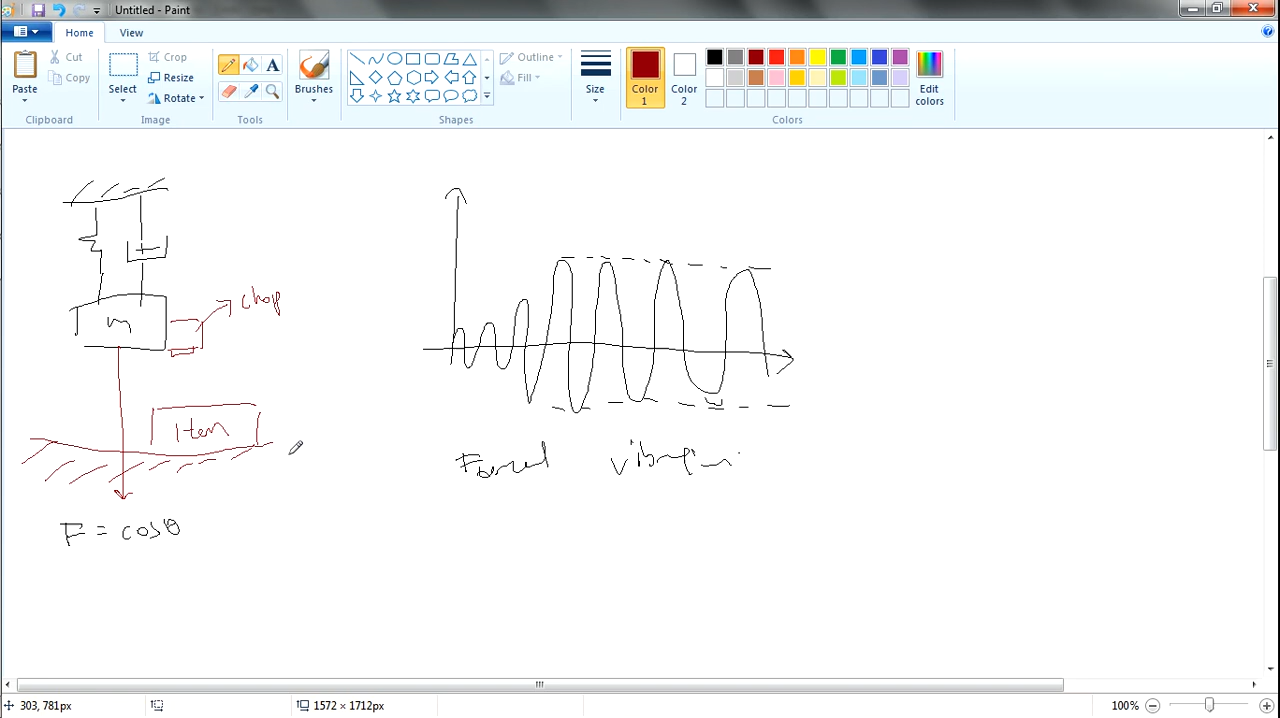 Untitled - Paint
Home
View
Paste
Cut
Copy
Clipboard
Select
Crop
Resize
Rotate
Image
Tools
Brushes
Shapes
Outline
Fill
Size
Color 1
Color 2
Edit colors
Colors
m
chop
Item
F = cosθ
Forced
303, 781px
1572 × 1712px
100%